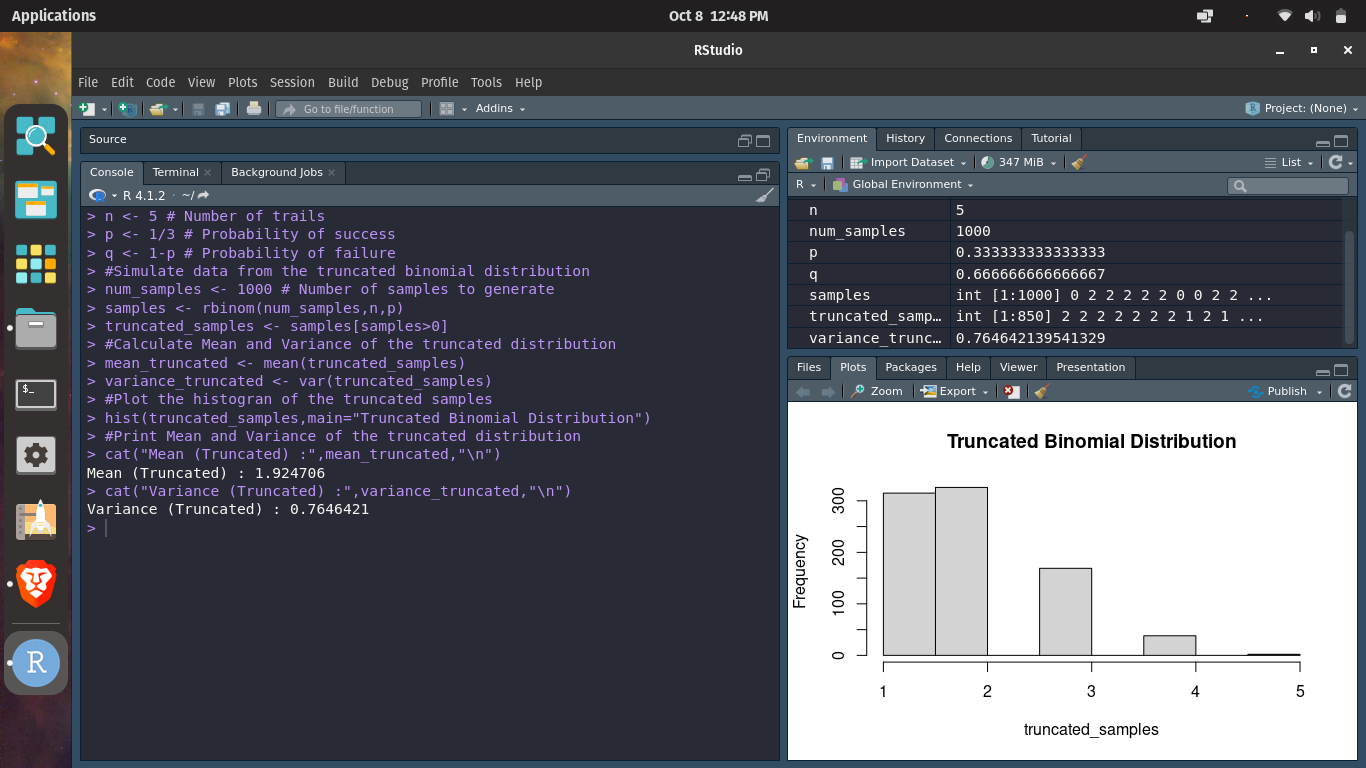 Applications
Oct 8 12:48 PM
RStudio
File Edit Code View Plots Session Build Debug Profile Tools Help
Go to file/function
Addins
Project: (None)
Source
Console Terminal Background Jobs
R 4.1.2 · ~/
> n <- 5 # Number of trails
> p <- 1/3 # Probability of success
> q <- 1-p # Probability of failure
> #Simulate data from the truncated binomial distribution
> num_samples <- 1000 # Number of samples to generate
> samples <- rbinom(num_samples,n,p)
> truncated_samples <- samples[samples>0]
> #Calculate Mean and Variance of the truncated distribution
> mean_truncated <- mean(truncated_samples)
> variance_truncated <- var(truncated_samples)
> #Plot the histogran of the truncated samples
> hist(truncated_samples,main="Truncated Binomial Distribution")
> #Print Mean and Variance of the truncated distribution
> cat("Mean (Truncated) :",mean_truncated,"\n")
Mean (Truncated) : 1.924706
> cat("Variance (Truncated) :",variance_truncated,"\n")
Variance (Truncated) : 0.7646421
>
Environment History Connections Tutorial
Import Dataset 347 MiB List
R Global Environment
n 5
num_samples 1000
p 0.333333333333333
q 0.666666666666667
samples int [1:1000] 0 2 2 2 2 2 0 0 2 2 ...
truncated_samp… int [1:850] 2 2 2 2 2 2 2 1 2 1 ...
variance_trunc… 0.764642139541329
Files Plots Packages Help Viewer Presentation
Zoom Export Publish
Truncated Binomial Distribution
Frequency
300
200
100
0
1 2 3 4 5
truncated_samples
$_
R